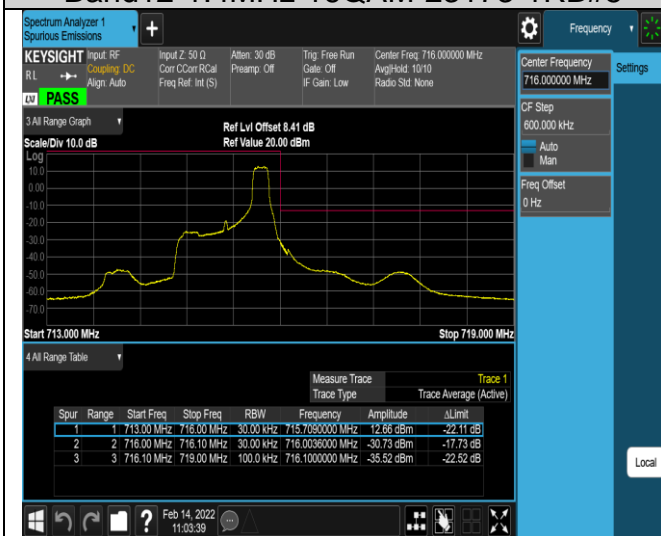 Spectrum Analyzer 1
Spurious Emissions
+
Frequency
KEYSIGHT
R L
LXI PASS
Input: RF
Coupling: DC
Align: Auto
Input Z: 50 Ω
Corr CCorr RCal
Freq Ref: Int (S)
Atten: 30 dB
Preamp: Off
Trig: Free Run
Gate: Off
IF Gain: Low
Center Freq: 716.000000 MHz
Avg|Hold: 10/10
Radio Std: None
Center Frequency
716.000000 MHz
Settings
CF Step
600.000 kHz
Auto
Man
Freq Offset
0 Hz
3 All Range Graph
Scale/Div 10.0 dB
Ref Lvl Offset 8.41 dB
Ref Value 20.00 dBm
Log
10.0
0.00
-10.0
-20.0
-30.0
-40.0
-50.0
-60.0
-70.0
Start 713.000 MHz
Stop 719.000 MHz
4 All Range Table
Measure Trace Trace 1
Trace Type Trace Average (Active)
Spur Range Start Freq Stop Freq RBW Frequency Amplitude ΔLimit
1 1 713.00 MHz 716.00 MHz 30.00 kHz 715.7090000 MHz 12.66 dBm -22.11 dB
2 2 716.00 MHz 716.10 MHz 30.00 kHz 716.0036000 MHz -30.73 dBm -17.73 dB
3 3 716.10 MHz 719.00 MHz 100.0 kHz 716.1000000 MHz -35.52 dBm -22.52 dB
Local
?
Feb 14, 2022
11:03:39